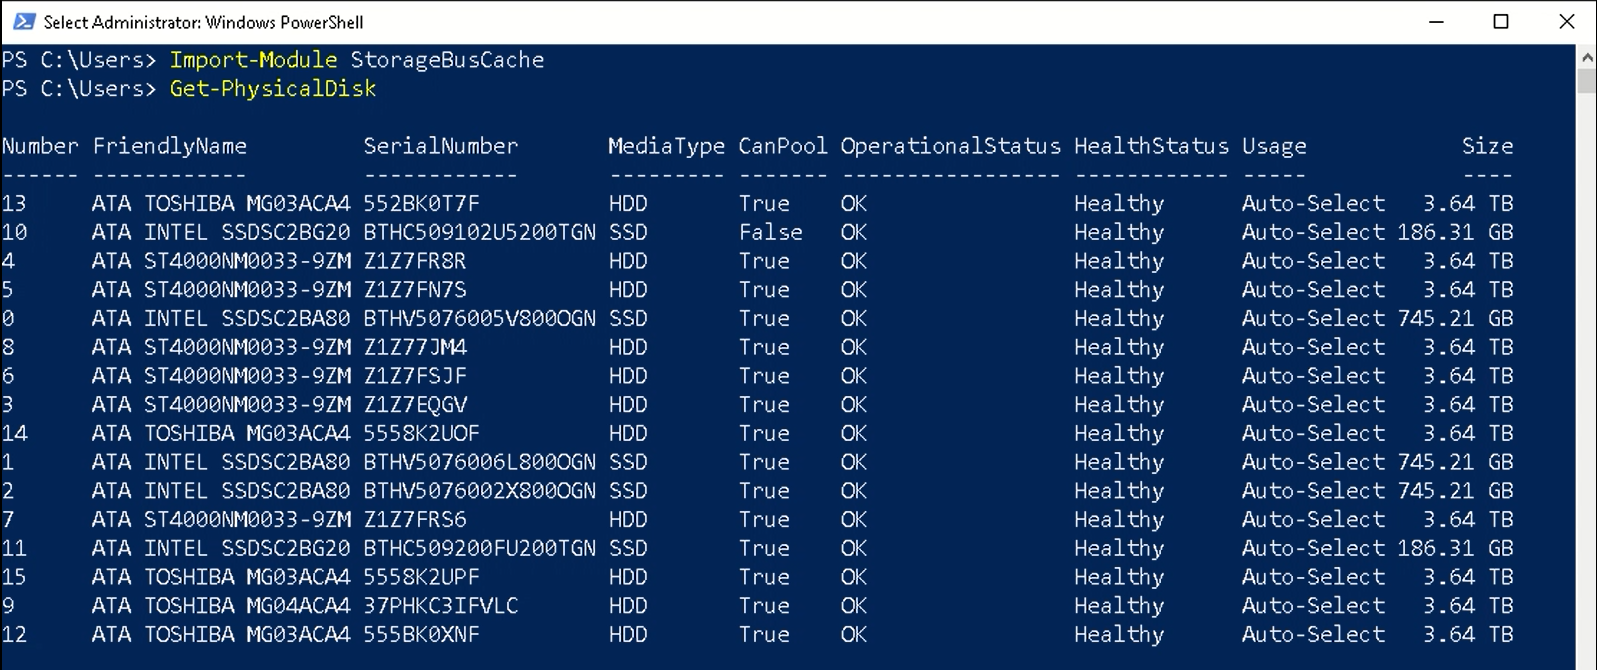 Select Administrator: Windows PowerShell
PS C:\Users> Import-Module StorageBusCache
PS C:\Users> Get-PhysicalDisk
Number FriendlyName SerialNumber MediaType CanPool OperationalStatus HealthStatus Usage Size
------ ------------ ------------ --------- ------- ----------------- ------------ ----- ----
13 ATA TOSHIBA MG03ACA4 552BK0T7F HDD True OK Healthy Auto-Select 3.64 TB
10 ATA INTEL SSDSC2BG20 BTHC509102U5200TGN SSD False OK Healthy Auto-Select 186.31 GB
4 ATA ST4000NM0033-9ZM Z1Z7FR8R HDD True OK Healthy Auto-Select 3.64 TB
5 ATA ST4000NM0033-9ZM Z1Z7FN7S HDD True OK Healthy Auto-Select 3.64 TB
0 ATA INTEL SSDSC2BA80 BTHV5076005V800OGN SSD True OK Healthy Auto-Select 745.21 GB
8 ATA ST4000NM0033-9ZM Z1Z77JM4 HDD True OK Healthy Auto-Select 3.64 TB
6 ATA ST4000NM0033-9ZM Z1Z7FSJF HDD True OK Healthy Auto-Select 3.64 TB
3 ATA ST4000NM0033-9ZM Z1Z7EQGV HDD True OK Healthy Auto-Select 3.64 TB
14 ATA TOSHIBA MG03ACA4 5558K2UOF HDD True OK Healthy Auto-Select 3.64 TB
1 ATA INTEL SSDSC2BA80 BTHV5076006L800OGN SSD True OK Healthy Auto-Select 745.21 GB
2 ATA INTEL SSDSC2BA80 BTHV5076002X800OGN SSD True OK Healthy Auto-Select 745.21 GB
7 ATA ST4000NM0033-9ZM Z1Z7FRS6 HDD True OK Healthy Auto-Select 3.64 TB
11 ATA INTEL SSDSC2BG20 BTHC509200FU200TGN SSD True OK Healthy Auto-Select 186.31 GB
15 ATA TOSHIBA MG03ACA4 5558K2UPF HDD True OK Healthy Auto-Select 3.64 TB
9 ATA TOSHIBA MG04ACA4 37PHKC3IFVLC HDD True OK Healthy Auto-Select 3.64 TB
12 ATA TOSHIBA MG03ACA4 555BK0XNF HDD True OK Healthy Auto-Select 3.64 TB